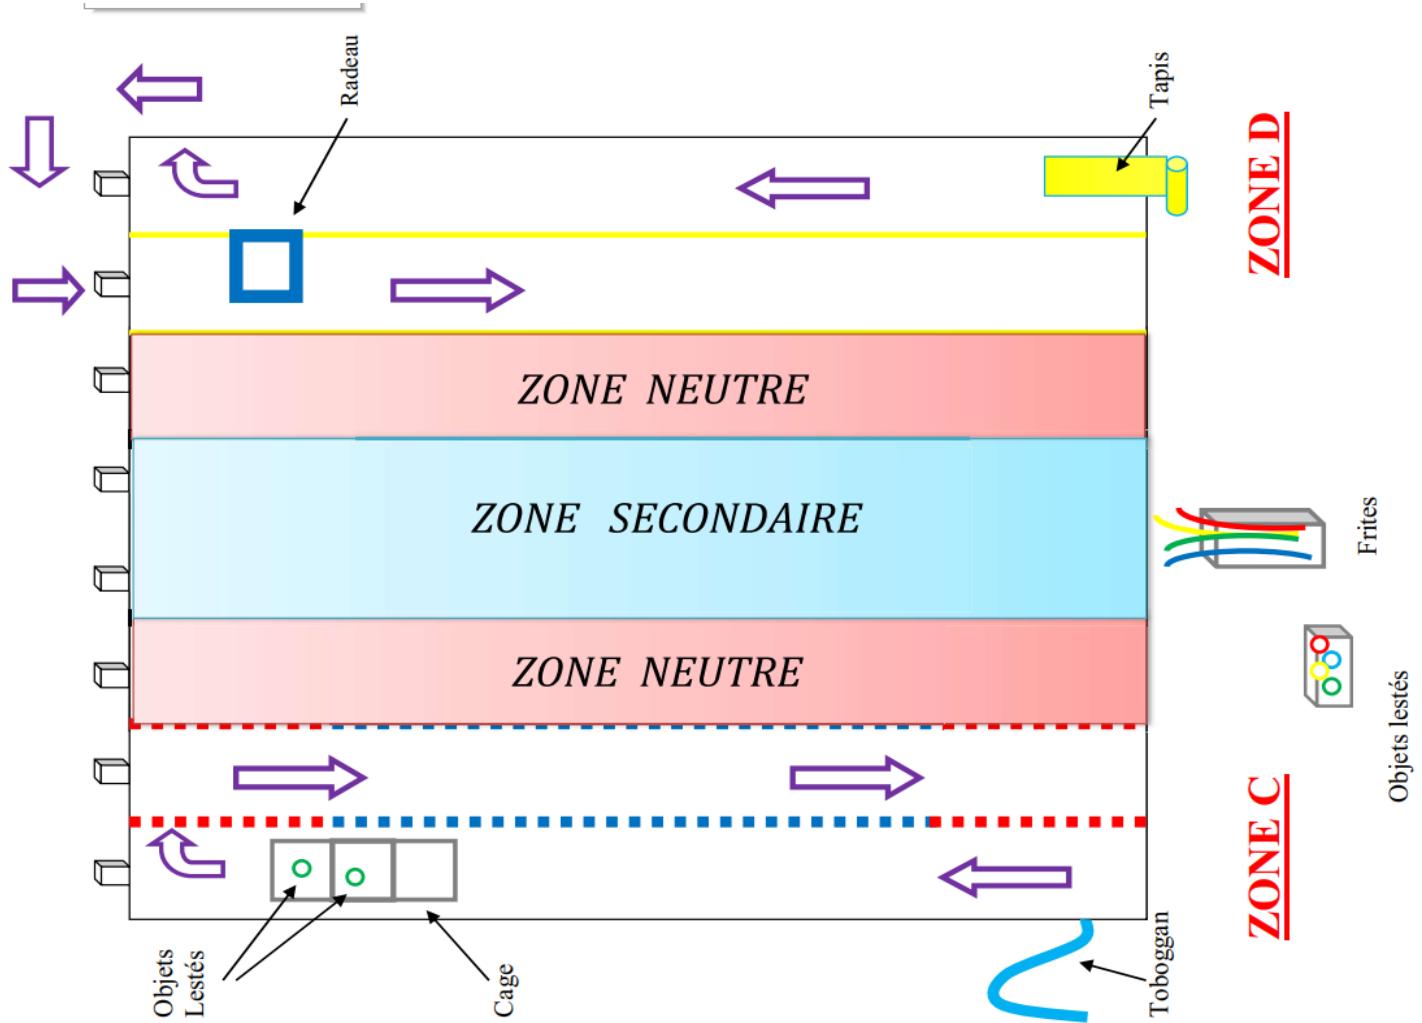 Radeau
Tapis
ZONE D
ZONE NEUTRE
ZONE SECONDAIRE
Frites
ZONE NEUTRE
Objets lestés
ZONE C
Objets
Lestés
Cage
Toboggan